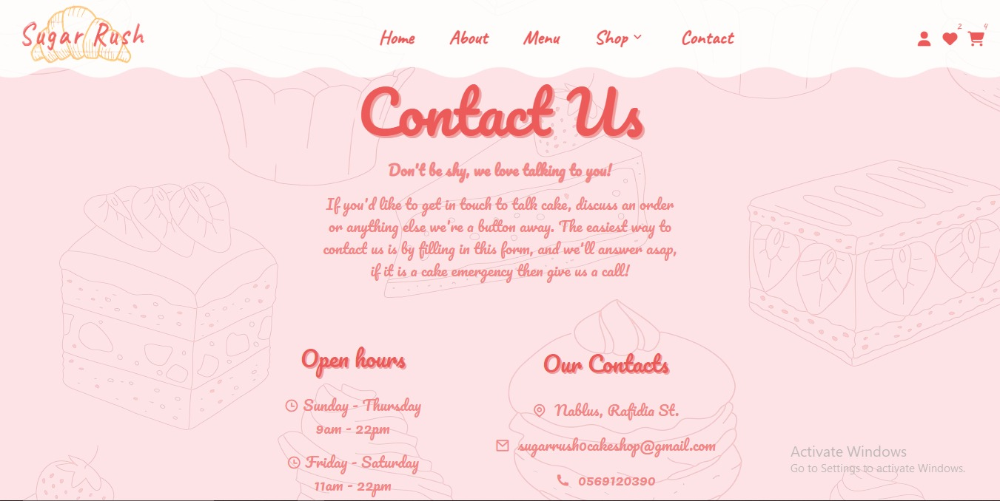 Sugar Rush
Home About Menu Shop Contact
2 4
Contact Us
Don't be shy, we love talking to you!
If you'd like to get in touch to talk cake, discuss an order
or anything else we're a button away. The easiest way to
contact us is by filling in this form, and we'll answer asap,
if it is a cake emergency then give us a call!
Open hours
Sunday - Thursday
9am - 22pm
Friday - Saturday
11am - 22pm
Our Contacts
Nablus, Rafidia St.
sugarrush0cakeshop@gmail.com
0569120390
Activate Windows
Go to Settings to activate Windows.